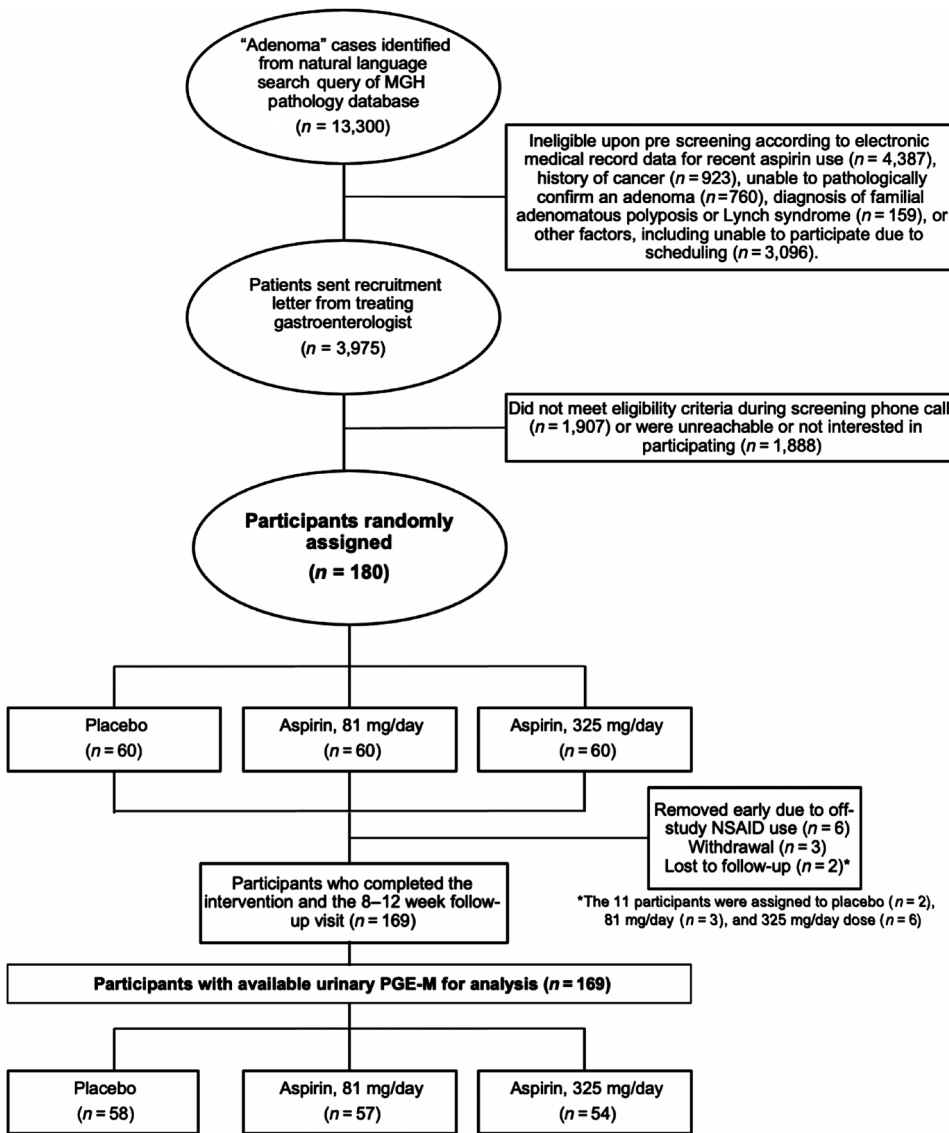 “Adenoma” cases identified
from natural language
search query of MGH
pathology database
(n = 13,300)
Ineligible upon pre screening according to electronic
medical record data for recent aspirin use (n = 4,387),
history of cancer (n = 923), unable to pathologically
confirm an adenoma (n = 760), diagnosis of familial
adenomatous polyposis or Lynch syndrome (n = 159), or
other factors, including unable to participate due to
scheduling (n = 3,096).
Patients sent recruitment
letter from treating
gastroenterologist
(n = 3,975)
Did not meet eligibility criteria during screening phone call
(n = 1,907) or were unreachable or not interested in
participating (n = 1,888)
Participants randomly
assigned
(n = 180)
Placebo
(n = 60)
Aspirin, 81 mg/day
(n = 60)
Aspirin, 325 mg/day
(n = 60)
Removed early due to off-
study NSAID use (n = 6)
Withdrawal (n = 3)
Lost to follow-up (n = 2)*
*The 11 participants were assigned to placebo (n = 2),
81 mg/day (n = 3), and 325 mg/day dose (n = 6)
Participants who completed the
intervention and the 8–12 week follow-
up visit (n = 169)
Participants with available urinary PGE-M for analysis (n = 169)
Placebo
(n = 58)
Aspirin, 81 mg/day
(n = 57)
Aspirin, 325 mg/day
(n = 54)